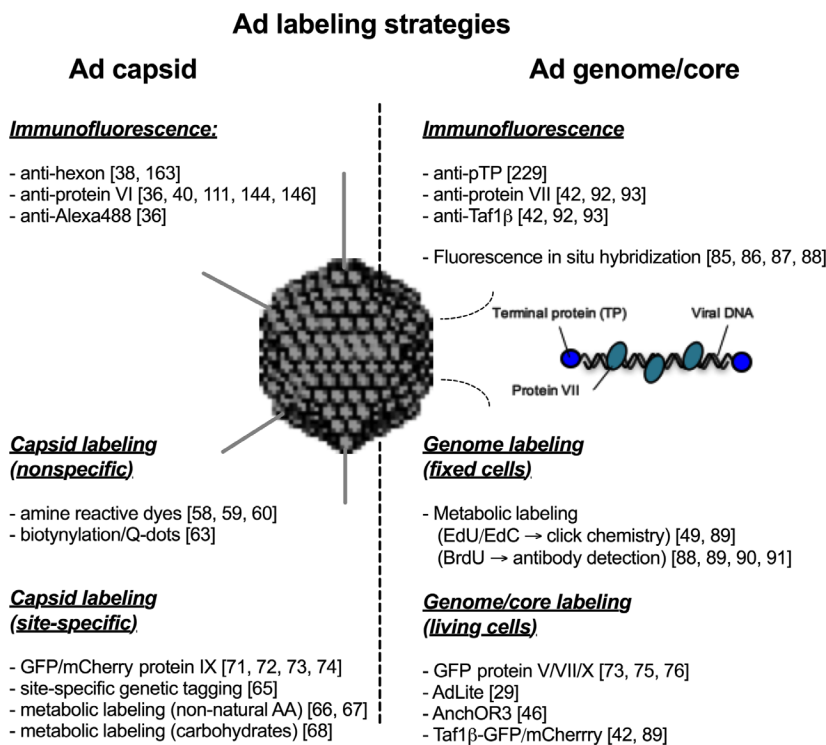 Ad labeling strategies
Ad capsid
Immunofluorescence:
- anti-hexon [38, 163]
- anti-protein VI [36, 40, 111, 144, 146]
- anti-Alexa488 [36]
Capsid labeling
(nonspecific)
- amine reactive dyes [58, 59, 60]
- biotynylation/Q-dots [63]
Capsid labeling
(site-specific)
- GFP/mCherry protein IX [71, 72, 73, 74]
- site-specific genetic tagging [65]
- metabolic labeling (non-natural AA) [66, 67]
- metabolic labeling (carbohydrates) [68]
Ad genome/core
Immunofluorescence
- anti-pTP [229]
- anti-protein VII [42, 92, 93]
- anti-Taf1β [42, 92, 93]
- Fluorescence in situ hybridization [85, 86, 87, 88]
Terminal protein (TP)
Viral DNA
Protein VII
Genome labeling
(fixed cells)
- Metabolic labeling
(EdU/EdC → click chemistry) [49, 89]
(BrdU → antibody detection) [88, 89, 90, 91]
Genome/core labeling
(living cells)
- GFP protein V/VII/X [73, 75, 76]
- AdLite [29]
- AnchOR3 [46]
- Taf1β-GFP/mCherrry [42, 89]